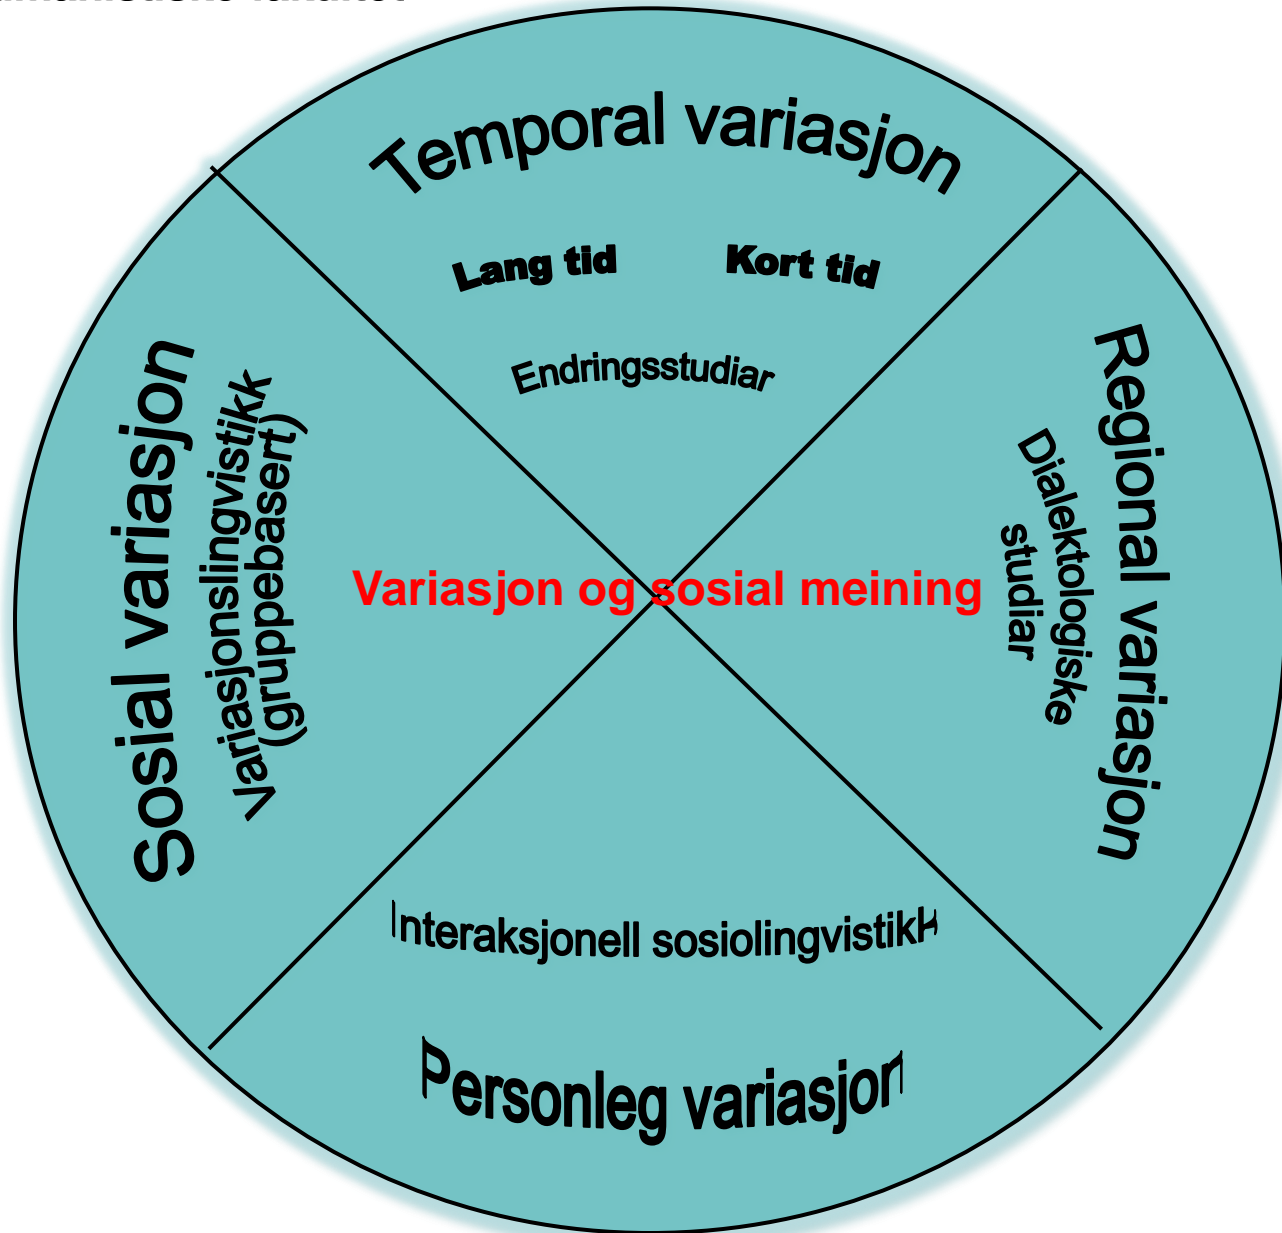 Temporal variasjon
Lang tid
Kort tid
Endringsstudiar
Sosial variasjon
Variasjonslingvistikk
(gruppebasert)
Variasjon og sosial meining
Regional variasjon
Dialektologiske
studiar
Interaksjonell sosiolingvistikk
Personleg variasjon